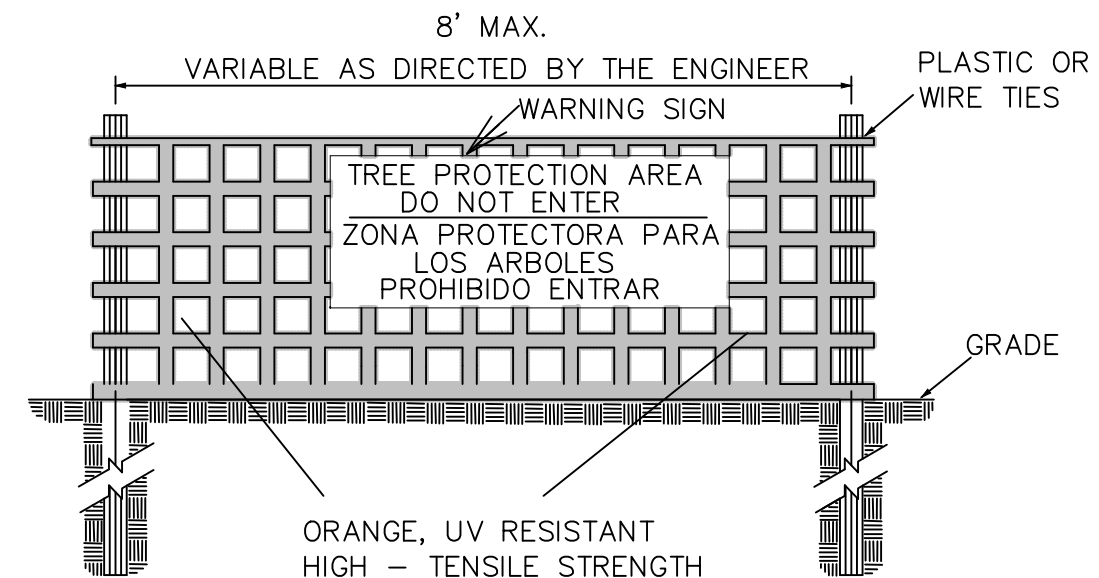 8' MAX.
VARIABLE AS DIRECTED BY THE ENGINEER
PLASTIC OR
WIRE TIES
WARNING SIGN
TREE PROTECTION AREA
DO NOT ENTER
ZONA PROTECTORA PARA
LOS ARBOLES
PROHIBIDO ENTRAR
GRADE
ORANGE, UV RESISTANT
HIGH – TENSILE STRENGTH